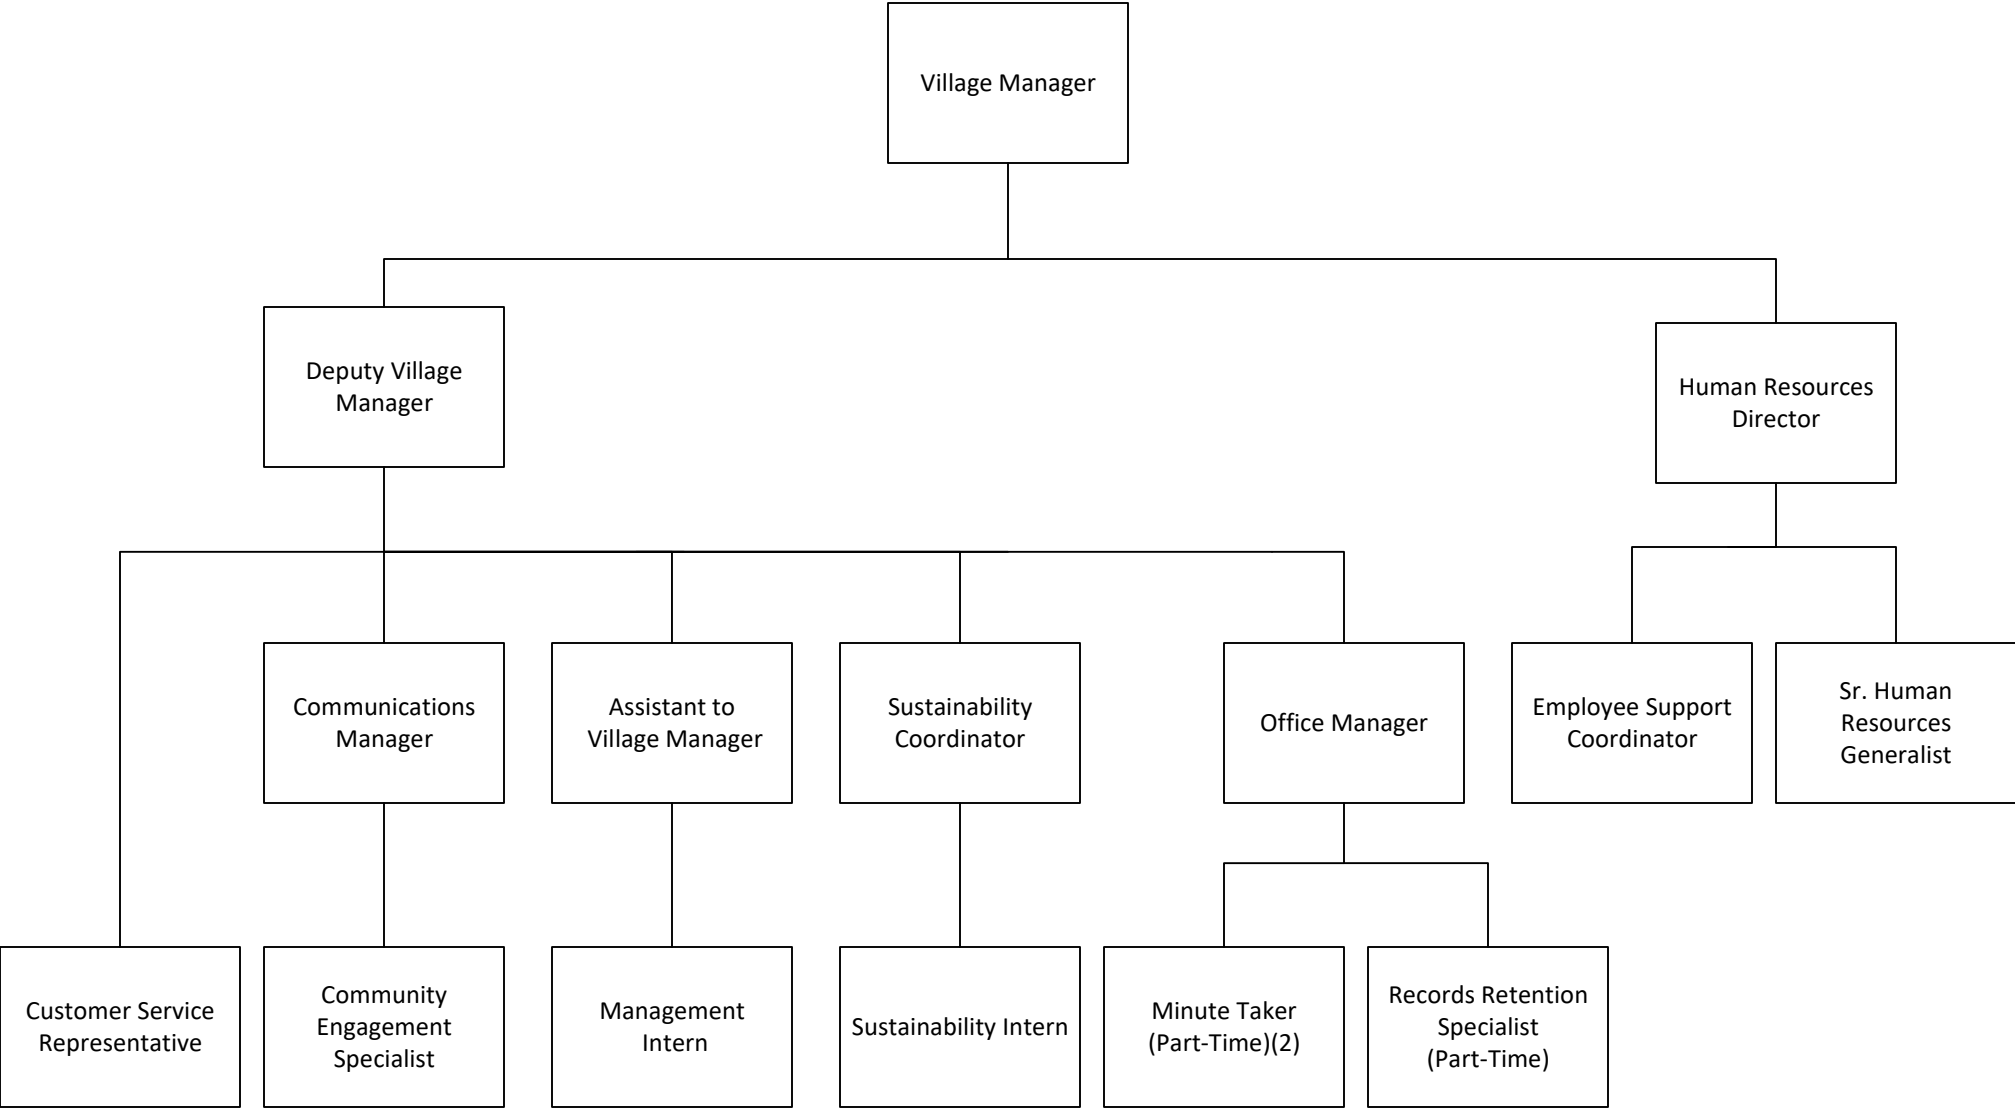 Village Manager
Deputy Village
Manager
Human Resources
Director
Communications
Manager
Assistant to
Village Manager
Sustainability
Coordinator
Office Manager
Employee Support
Coordinator
Sr. Human
Resources
Generalist
Customer Service
Representative
Community
Engagement
Specialist
Management
Intern
Sustainability Intern
Minute Taker
(Part-Time)(2)
Records Retention
Specialist
(Part-Time)